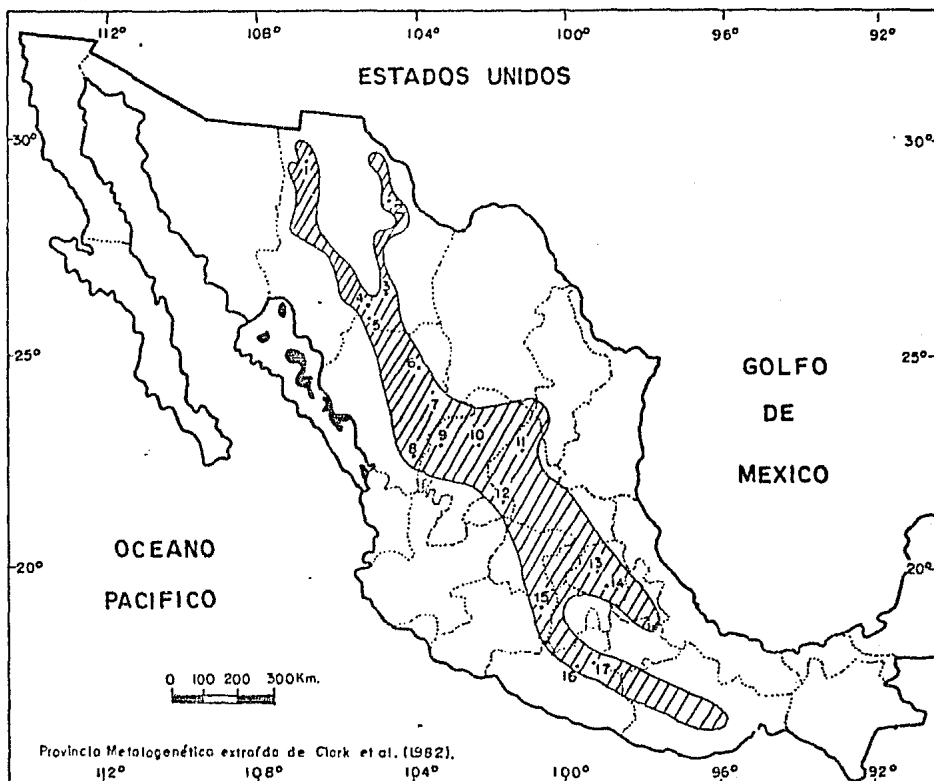 112° 108° 104° 100° 96° 92°
ESTADOS UNIDOS
30° 30°
1
3
4
5
25° 25°
6
GOLFO
DE
MEXICO
7
8 9 10 11
12
OCEANO
PACIFICO
20° 20°
13
14
15
16 17
0 100 200 300 Km.
Provincia Metalogenética extraída de Clark et al. (1982).
112° 108° 104° 100° 96° 92°